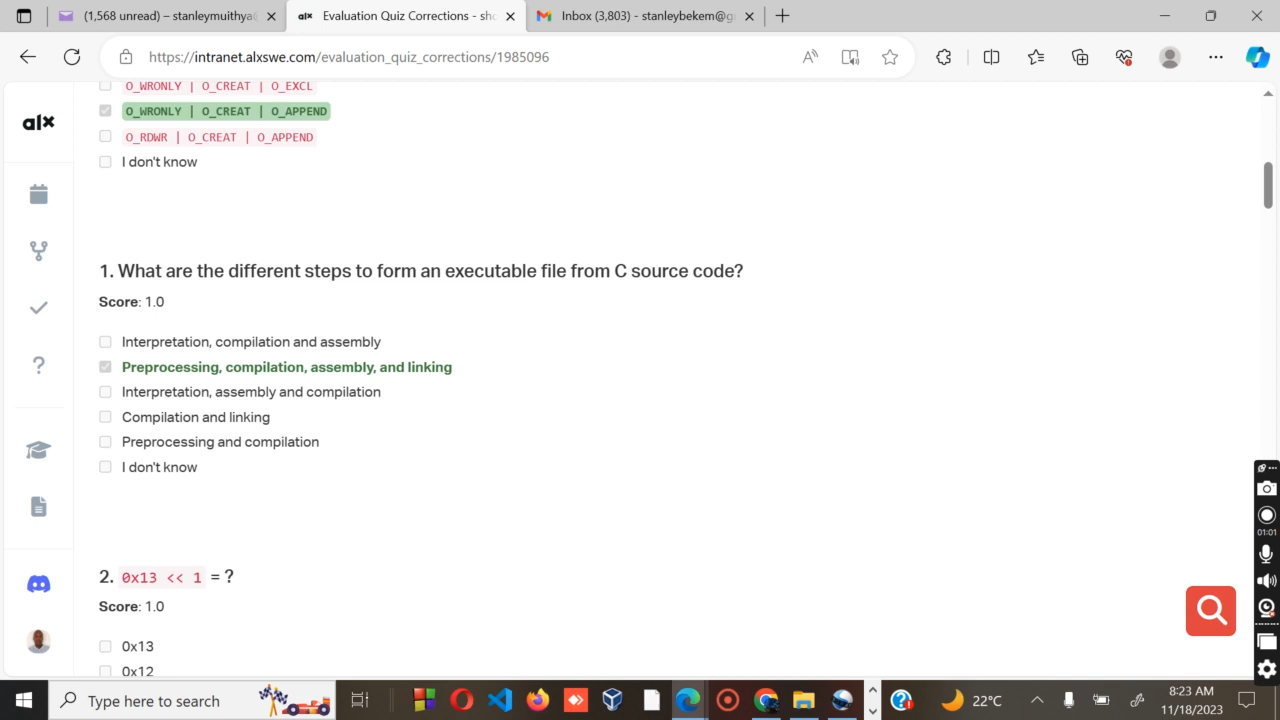 (1,568 unread) – stanleymuithya@
Evaluation Quiz Corrections - sho
Inbox (3,803) - stanleybekem@gm
https://intranet.alxswe.com/evaluation_quiz_corrections/1985096
alx
O_WRONLY | O_CREAT | O_EXCL
O_WRONLY | O_CREAT | O_APPEND
O_RDWR | O_CREAT | O_APPEND
I don't know
1. What are the different steps to form an executable file from C source code?
Score: 1.0
Interpretation, compilation and assembly
Preprocessing, compilation, assembly, and linking
Interpretation, assembly and compilation
Compilation and linking
Preprocessing and compilation
I don't know
2. 0x13 << 1 = ?
Score: 1.0
0x13
0x12
01:01
Type here to search
22°C
8:23 AM
11/18/2023